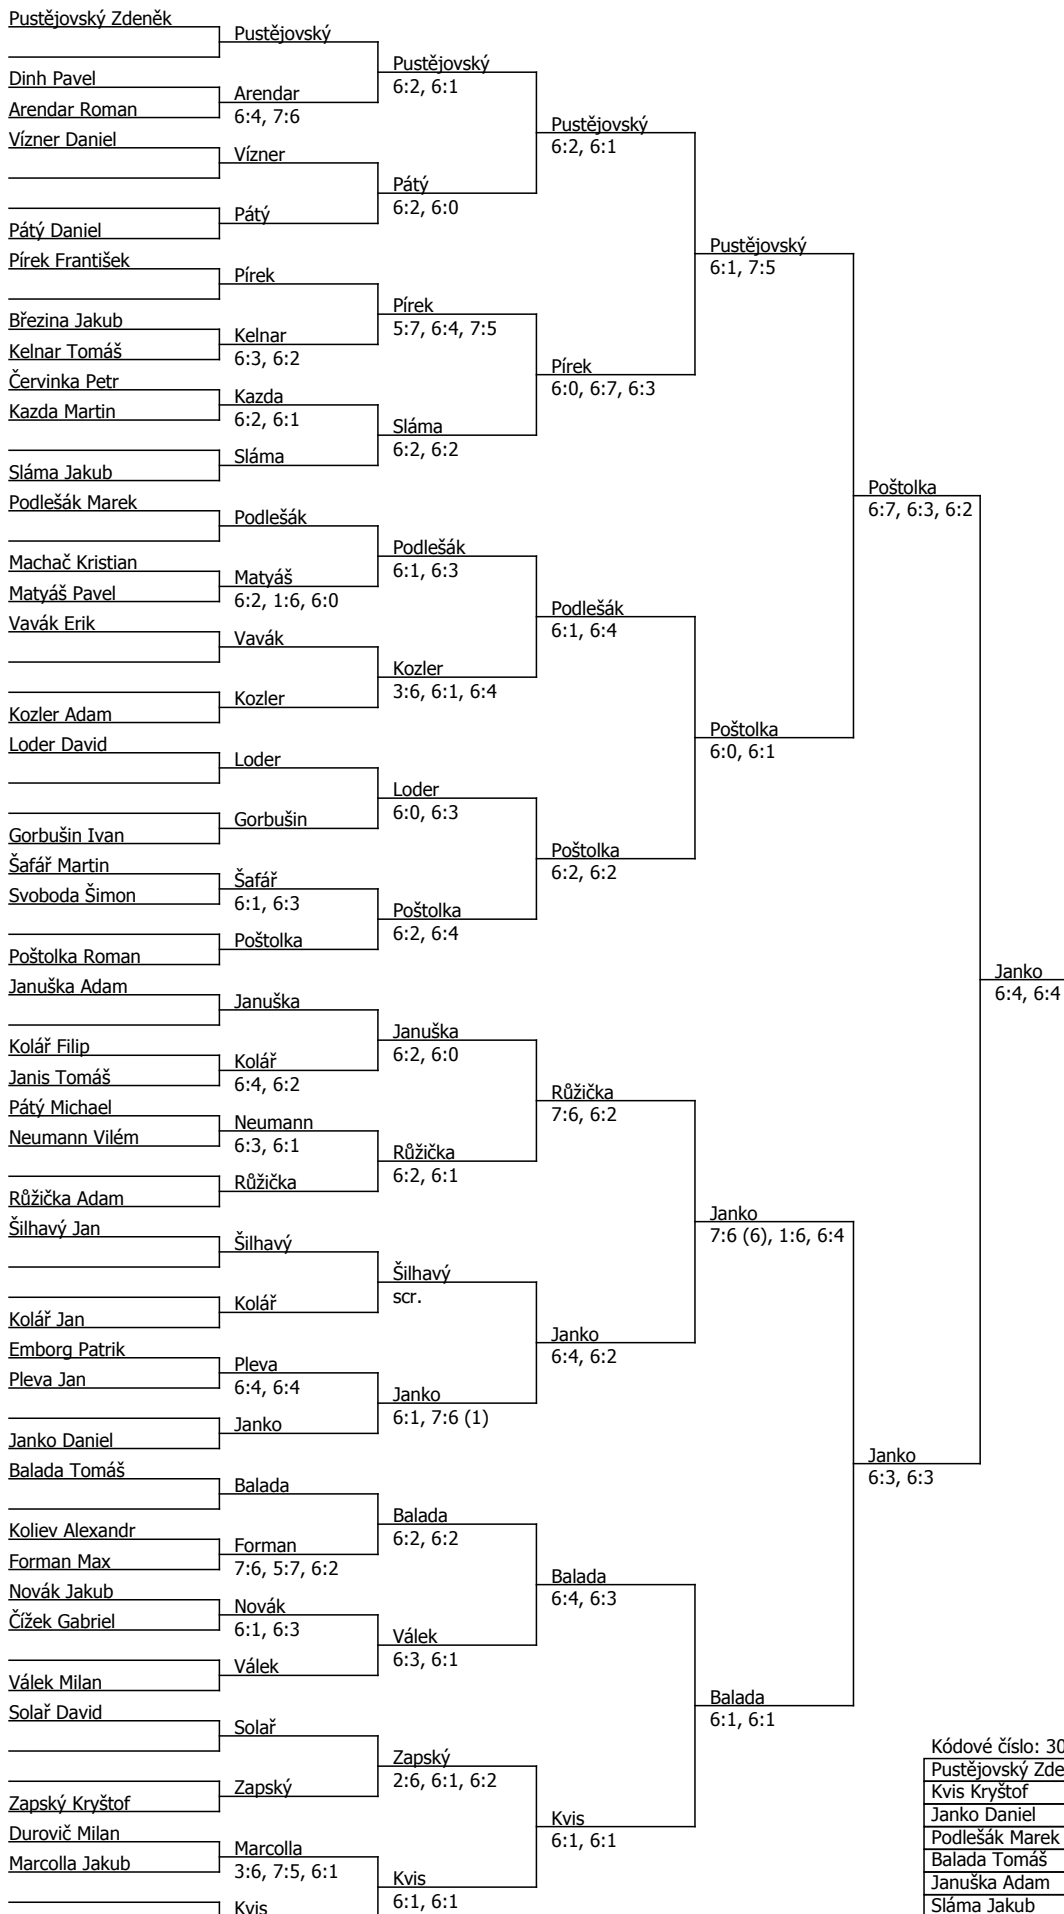 Pustějovský Zdeněk
Dinh Pavel
Arendar Roman
Vízner Daniel
Pátý Daniel
Pírek František
Březina Jakub
Kelnar Tomáš
Červinka Petr
Kazda Martin
Sláma Jakub
Podlešák Marek
Machač Kristian
Matyáš Pavel
Vavák Erik
Kozler Adam
Loder David
Gorbušin Ivan
Šafář Martin
Svoboda Šimon
Poštolka Roman
Januška Adam
Kolář Filip
Janis Tomáš
Pátý Michael
Neumann Vilém
Růžička Adam
Šilhavý Jan
Kolář Jan
Emborg Patrik
Pleva Jan
Janko Daniel
Balada Tomáš
Koliev Alexandr
Forman Max
Novák Jakub
Čížek Gabriel
Válek Milan
Solař David
Zapský Kryštof
Durovič Milan
Marcolla Jakub
Pustějovský
Arendar
6:4, 7:6
Vízner
Pátý
Pírek
Kelnar
6:3, 6:2
Kazda
6:2, 6:1
Sláma
Podlešák
Matyáš
6:2, 1:6, 6:0
Vavák
Kozler
Loder
Gorbušin
Šafář
6:1, 6:3
Poštolka
Januška
Kolář
6:4, 6:2
Neumann
6:3, 6:1
Růžička
Šilhavý
Kolář
Pleva
6:4, 6:4
Janko
Balada
Forman
7:6, 5:7, 6:2
Novák
6:1, 6:3
Válek
Solař
Zapský
Marcolla
3:6, 7:5, 6:1
Kvis
Pustějovský
6:2, 6:1
Pátý
6:2, 6:0
Pírek
5:7, 6:4, 7:5
Sláma
6:2, 6:2
Podlešák
6:1, 6:3
Kozler
3:6, 6:1, 6:4
Loder
6:0, 6:3
Poštolka
6:2, 6:4
Januška
6:2, 6:0
Růžička
6:2, 6:1
Šilhavý
scr.
Janko
6:1, 7:6 (1)
Balada
6:2, 6:2
Válek
6:3, 6:1
Zapský
2:6, 6:1, 6:2
Kvis
6:1, 6:1
Pustějovský
6:2, 6:1
Pírek
6:0, 6:7, 6:3
Podlešák
6:1, 6:4
Poštolka
6:2, 6:2
Růžička
7:6, 6:2
Janko
6:4, 6:2
Balada
6:4, 6:3
Kvis
6:1, 6:1
Pustějovský
6:1, 7:5
Poštolka
6:0, 6:1
Janko
7:6 (6), 1:6, 6:4
Balada
6:1, 6:1
Poštolka
6:7, 6:3, 6:2
Janko
6:3, 6:3
Janko
6:4, 6:4
Kódové číslo: 30
Pustějovský Zde
Kvis Kryštof
Janko Daniel
Podlešák Marek
Balada Tomáš
Januška Adam
Sláma Jakub